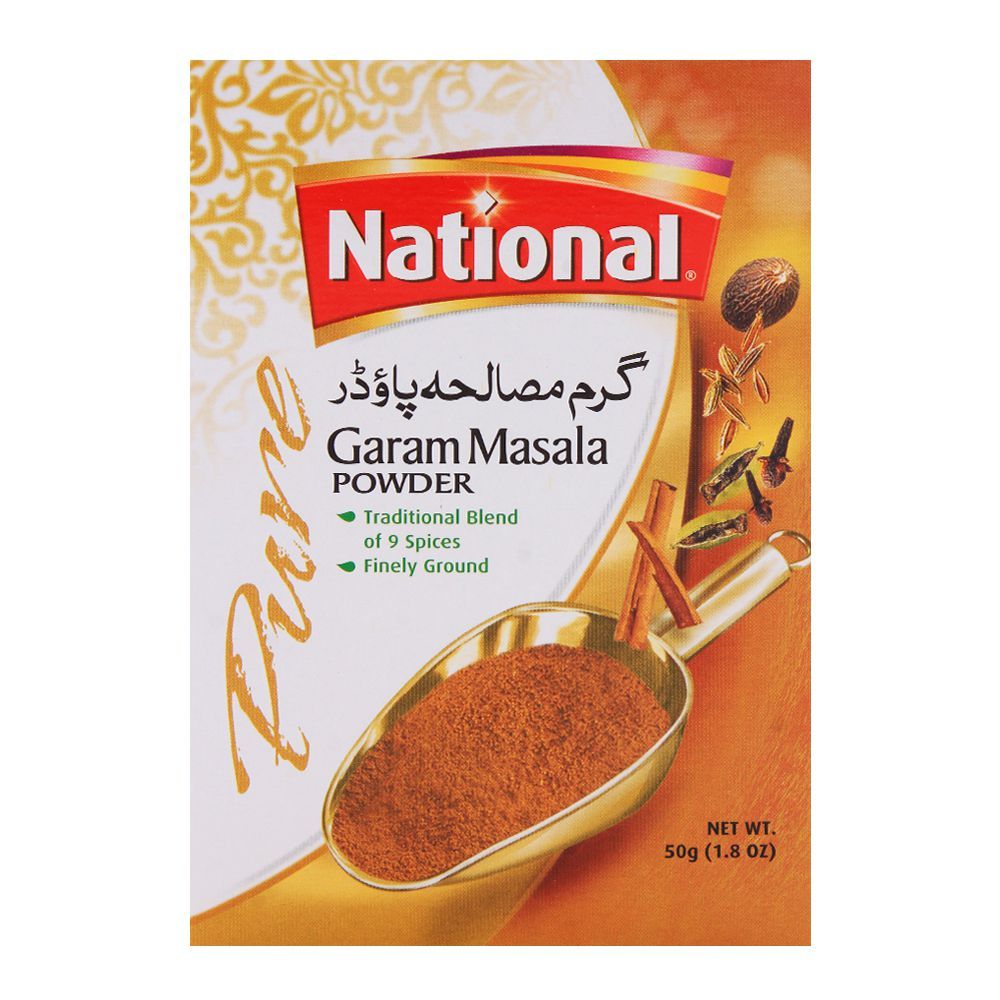 National®
گرم مصالحہ پاؤڈر
Garam Masala
POWDER
Traditional Blend
of 9 Spices
Finely Ground
Pure
NET WT.
50g (1.8 OZ)